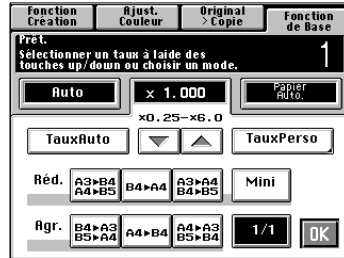 Fonction Ajust. Original Fonction
Création Couleur >Copie de Base
Prêt.
Sélectionner un taux à laide des
touches up/down ou choisir un mode.
1
Auto × 1.000 Papier
Auto.
×0.25-×6.0
TauxAuto TauxPerso
Réd. A3▸B4 B4▸A4 A3▸A4 Mini
A4▸B5 B4▸B5
Agr. B4▸A3 A4▸B4 A4▸A3 1/1 OK
B5▸A4 B5▸B4